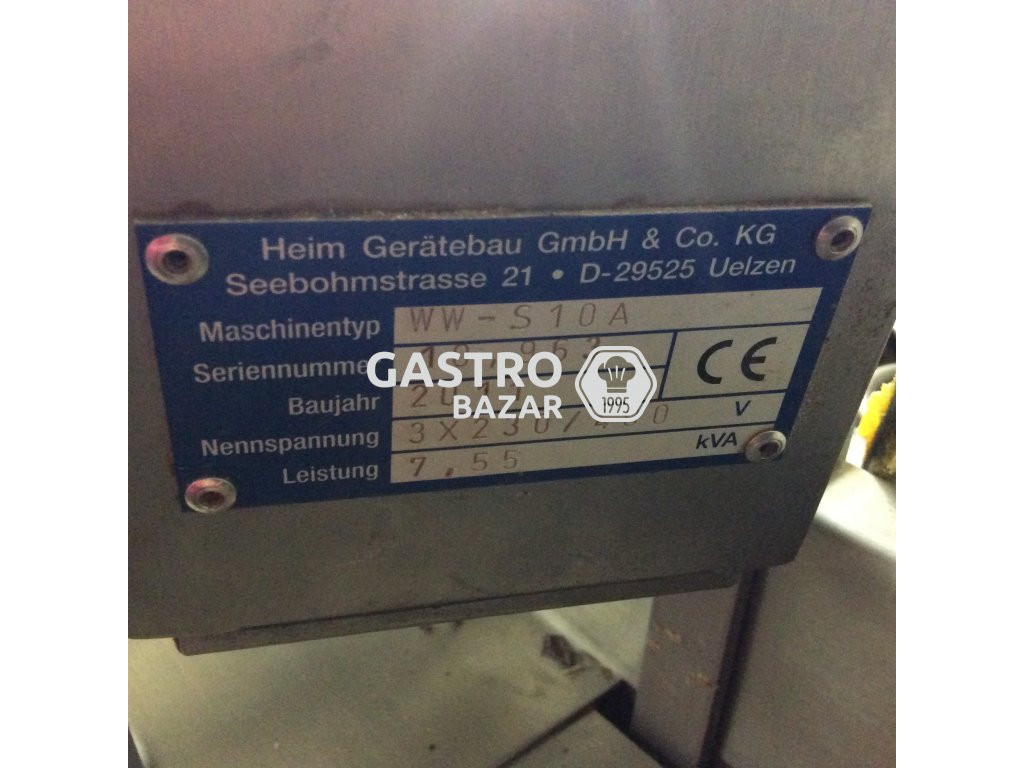 Heim Gerätebau GmbH & Co. KG
Seebohmstrasse 21 • D-29525 Uelzen
Maschinentyp WW-S10A
Seriennummer
CE
Baujahr
Nennspannung V
Leistung 7,55 kVA
GASTRO
BAZAR
1995